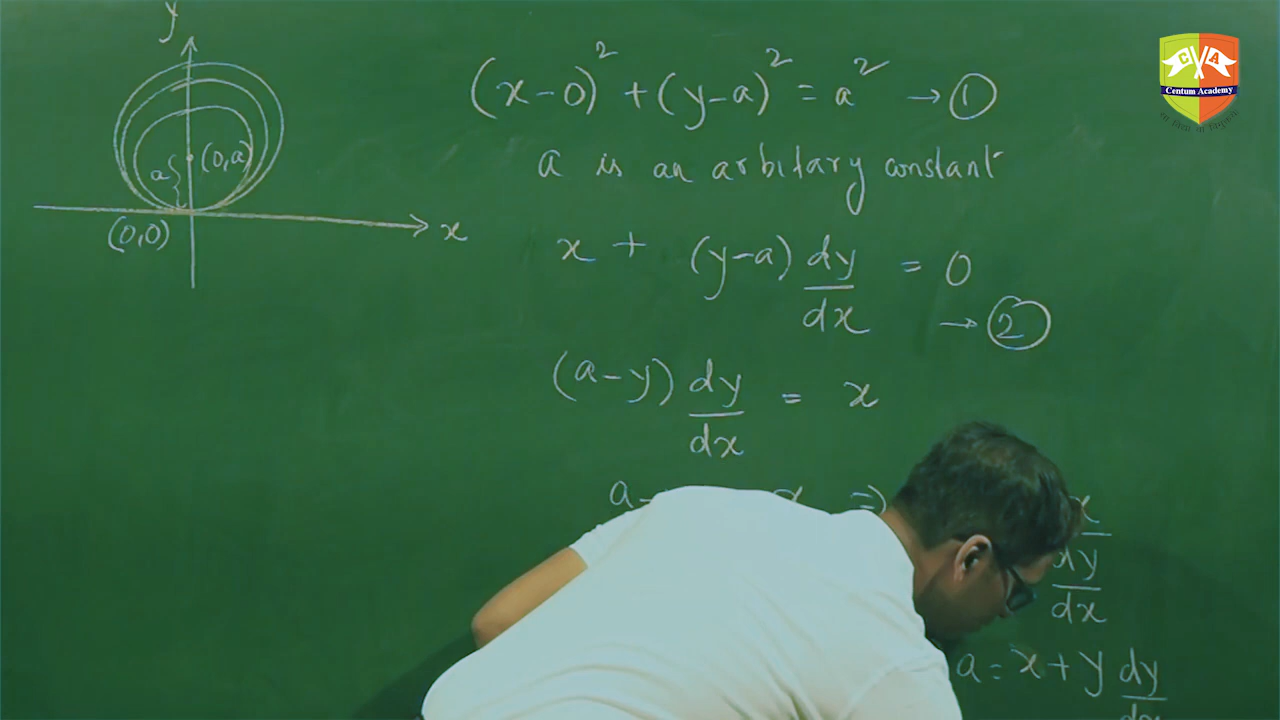 y
(x-0)² + (y-a)² = a² → ①
C A
Centum Academy
a is an arbitary constant
a { (0,a)
(0,0)
x
x + (y-a) dy/dx = 0
→ ②
(a-y) dy/dx = x
a- x ⇒ x
dy/dx
a = x + y dy